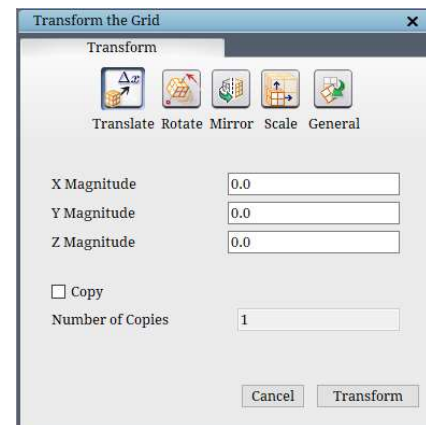 Transform the Grid
Transform
Δx
Translate Rotate Mirror Scale General
X Magnitude 0.0
Y Magnitude 0.0
Z Magnitude 0.0
Copy
Number of Copies 1
Cancel Transform